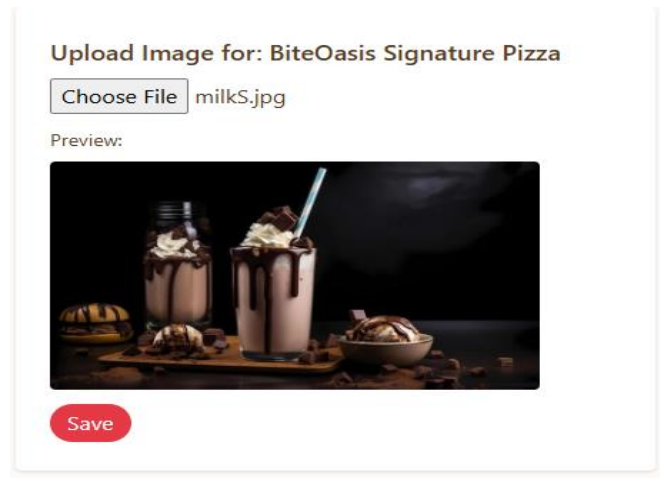 Upload Image for: BiteOasis Signature Pizza
Choose File milkS.jpg
Preview:
Save